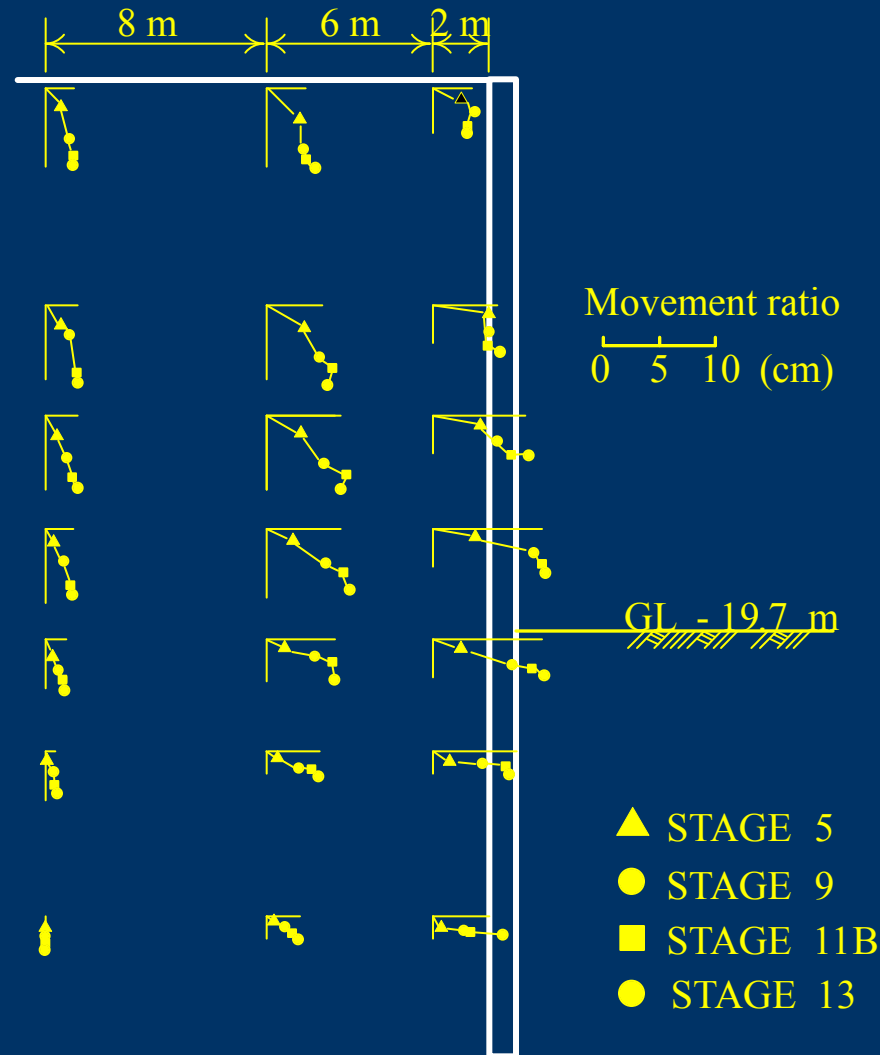 8 m 6 m 2 m
Movement ratio
0 5 10 (cm)
GL - 19.7 m
STAGE 5
STAGE 9
STAGE 11B
STAGE 13